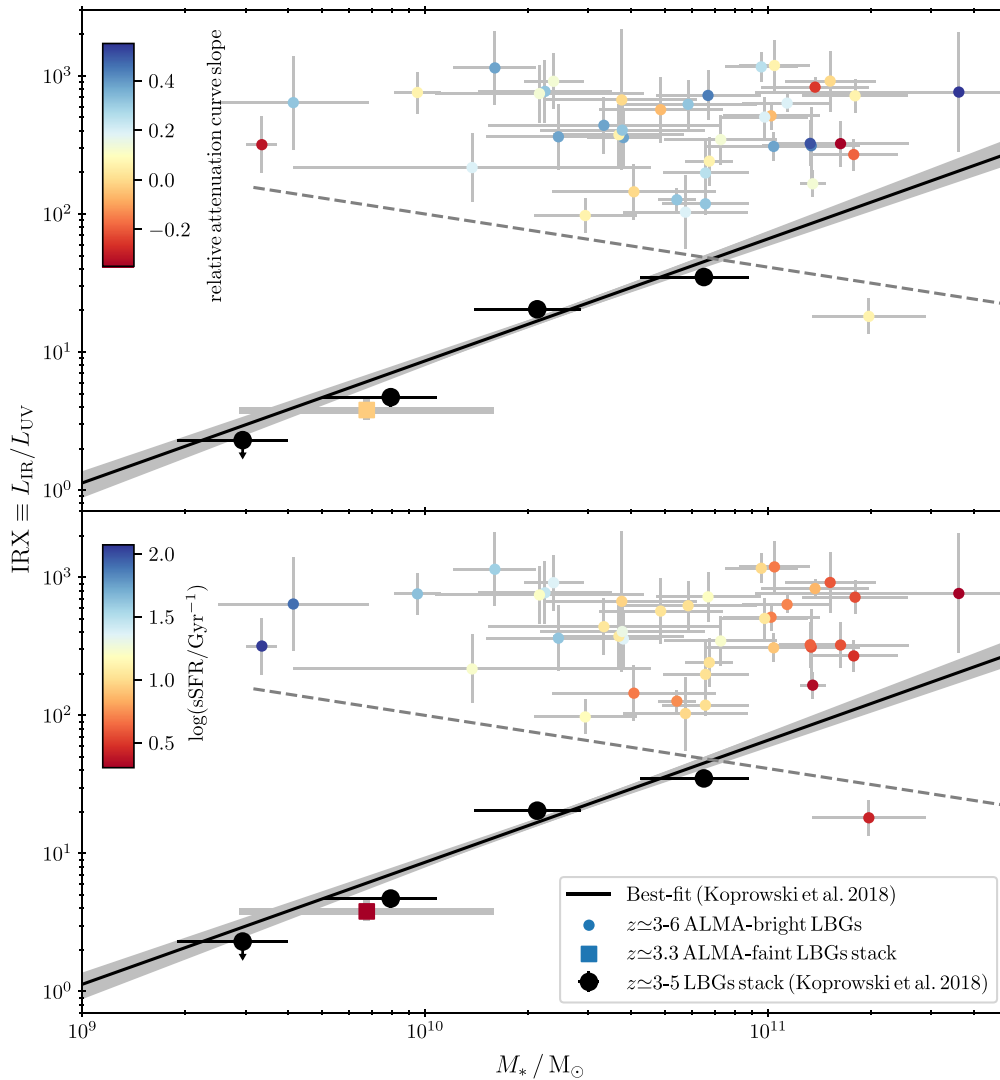 10³
10²
10¹
10⁰
0.4
0.2
0.0
−0.2
relative attenuation curve slope
IRX ≡ L_IR/L_UV
10³
10²
10¹
10⁰
2.0
1.5
1.0
0.5
log(sSFR/Gyr⁻¹)
Best-fit (Koprowski et al. 2018)
z≃3-6 ALMA-bright LBGs
z≃3.3 ALMA-faint LBGs stack
z≃3-5 LBGs stack (Koprowski et al. 2018)
10⁹
10¹⁰
10¹¹
M_* / M_⊙